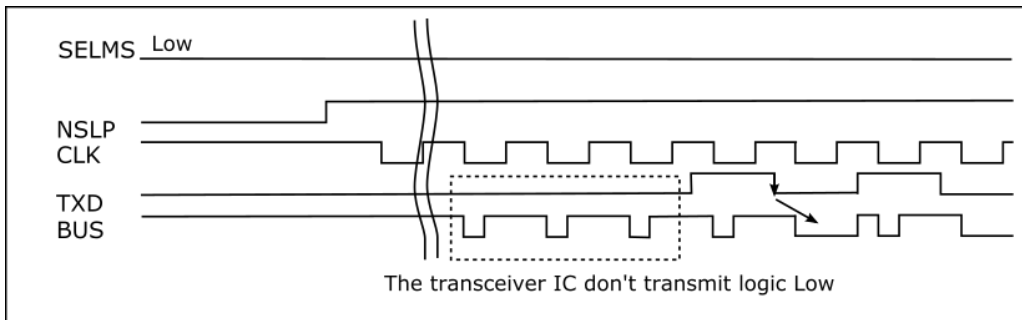 SELMS Low
NSLP
CLK
TXD
BUS
The transceiver IC don't transmit logic Low